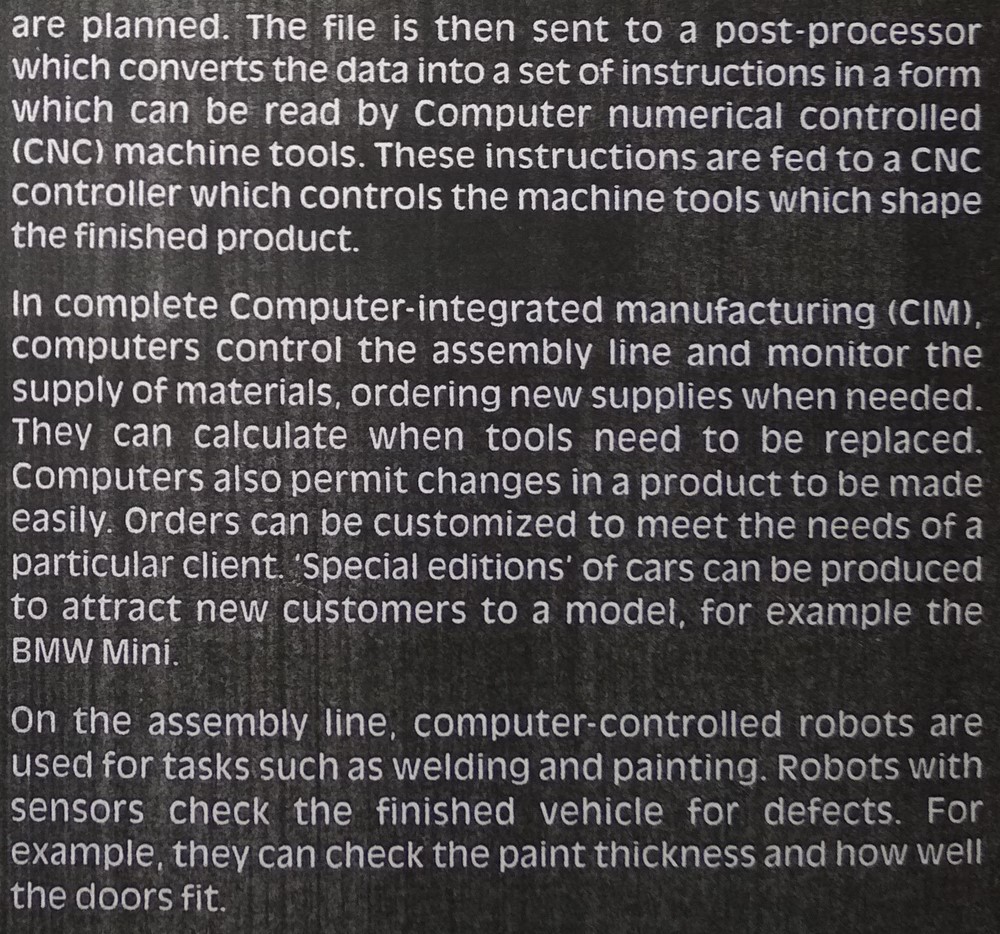 are planned. The file is then sent to a post-processor
which converts the data into a set of instructions in a form
which can be read by Computer numerical controlled
(CNC) machine tools. These instructions are fed to a CNC
controller which controls the machine tools which shape
the finished product.
In complete Computer-integrated manufacturing (CIM),
computers control the assembly line and monitor the
supply of materials, ordering new supplies when needed.
They can calculate when tools need to be replaced.
Computers also permit changes in a product to be made
easily. Orders can be customized to meet the needs of a
particular client. 'Special editions' of cars can be produced
to attract new customers to a model, for example the
BMW Mini.
On the assembly line, computer-controlled robots are
used for tasks such as welding and painting. Robots with
sensors check the finished vehicle for defects. For
example, they can check the paint thickness and how well
the doors fit.